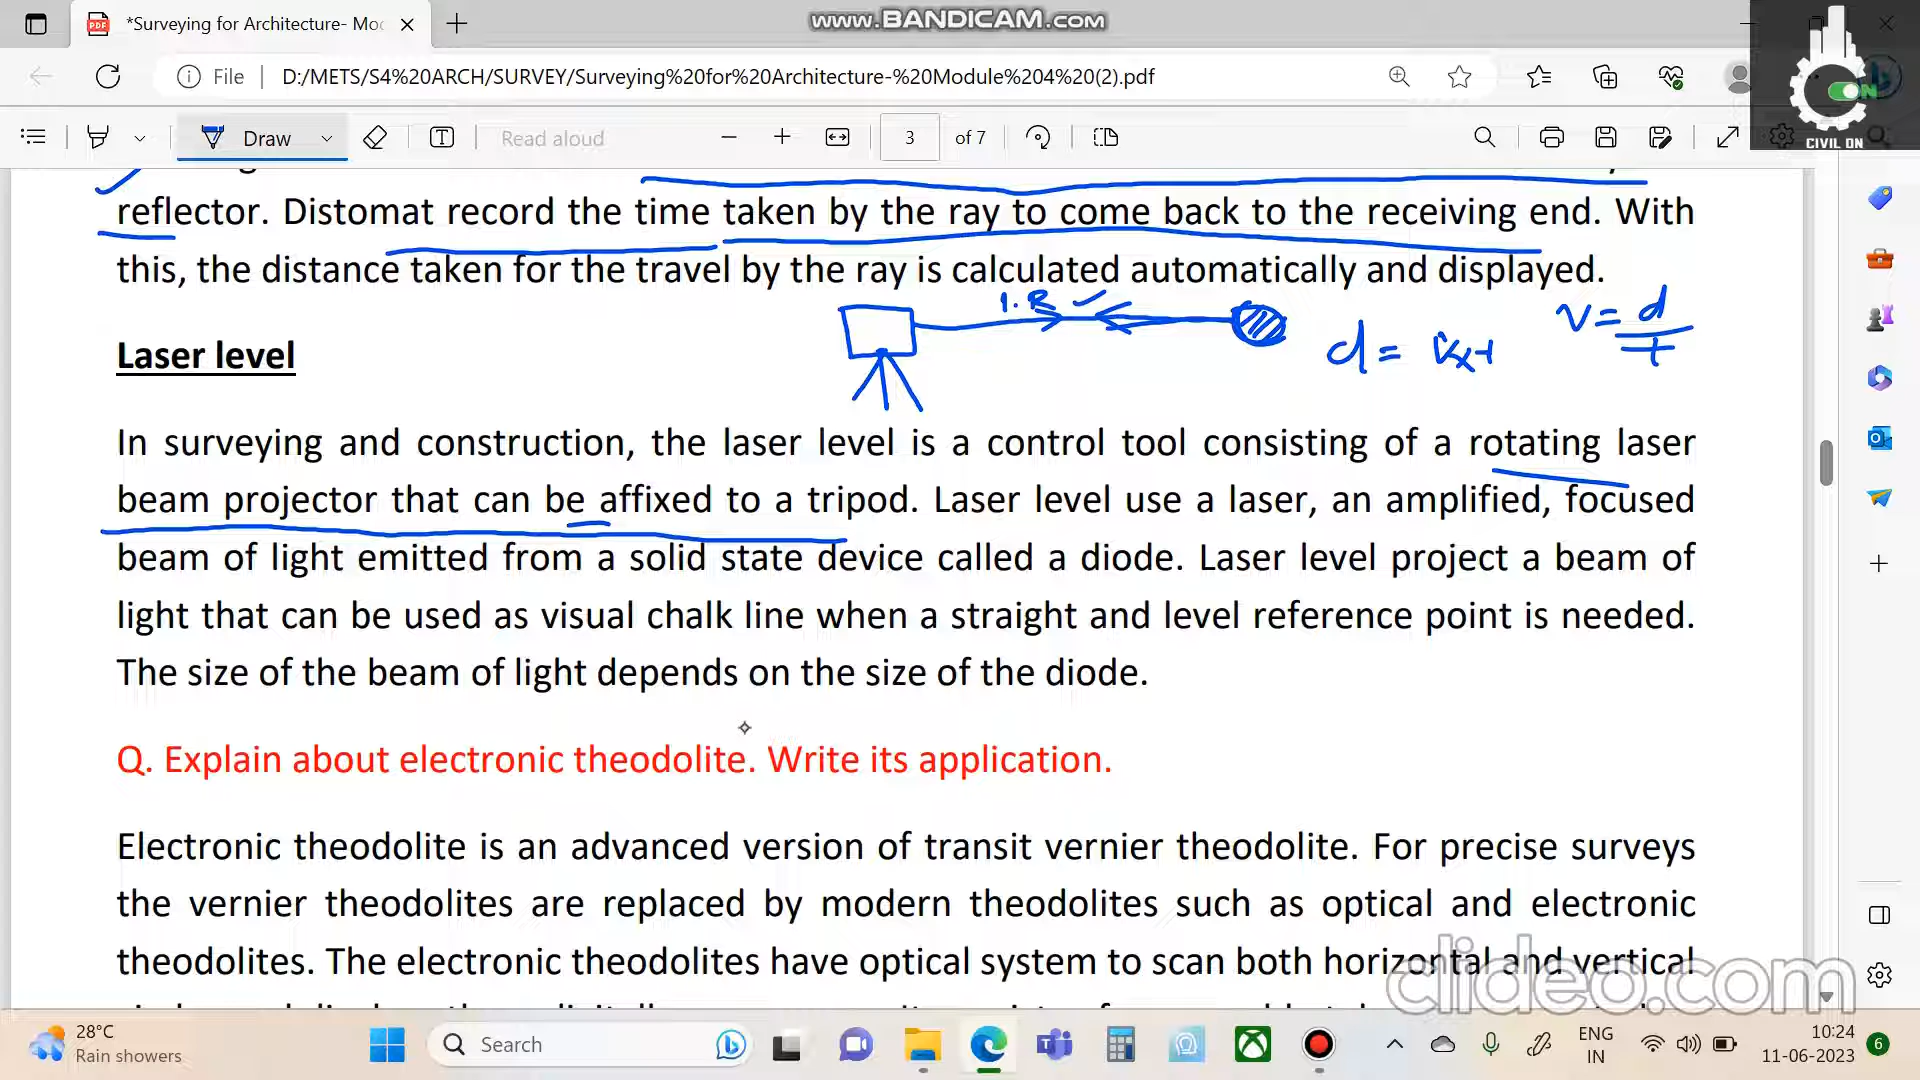 www.BANDICAM.com
*Surveying for Architecture- Mod
File
D:/METS/S4%20ARCH/SURVEY/Surveying%20for%20Architecture-%20Module%204%20(2).pdf
ON
CIVIL ON
Draw
Read aloud
3
of 7
reflector. Distomat record the time taken by the ray to come back to the receiving end. With
this, the distance taken for the travel by the ray is calculated automatically and displayed.
I.R
v = d/t
d = v×t
Laser level
In surveying and construction, the laser level is a control tool consisting of a rotating laser
beam projector that can be affixed to a tripod. Laser level use a laser, an amplified, focused
beam of light emitted from a solid state device called a diode. Laser level project a beam of
light that can be used as visual chalk line when a straight and level reference point is needed.
The size of the beam of light depends on the size of the diode.
Q. Explain about electronic theodolite. Write its application.
Electronic theodolite is an advanced version of transit vernier theodolite. For precise surveys
the vernier theodolites are replaced by modern theodolites such as optical and electronic
theodolites. The electronic theodolites have optical system to scan both horizontal and vertical
clideo.com
28°C
Rain showers
Search
ENG
IN
10:24
11-06-2023
6